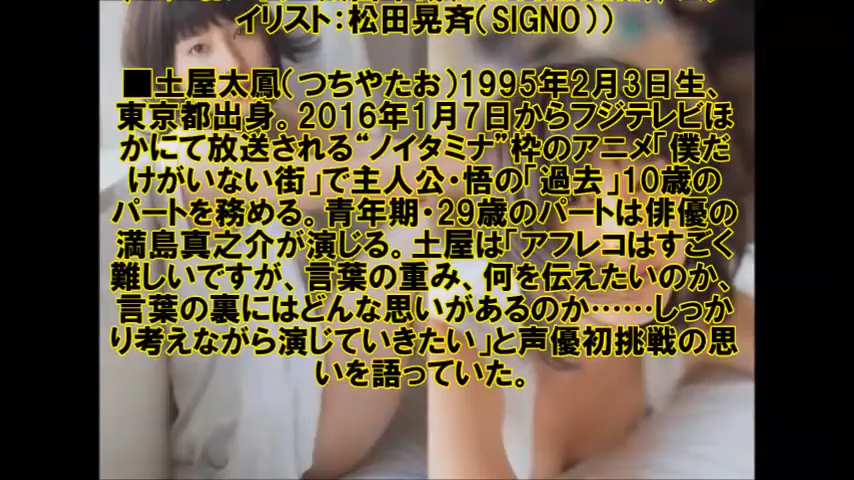 イリスト：松田晃斉（SIGNO））
■土屋太鳳（つちやたお）1995年2月3日生、
東京都出身。2016年1月7日からフジテレビほ
かにて放送される“ノイタミナ”枠のアニメ「僕だ
けがいない街」で主人公・悟の「過去」10歳の
パートを務める。青年期・29歳のパートは俳優の
満島真之介が演じる。土屋は「アフレコはすごく
難しいですが、言葉の重み、何を伝えたいのか、
言葉の裏にはどんな思いがあるのか……しっか
り考えながら演じていきたい」と声優初挑戦の思
いを語っていた。